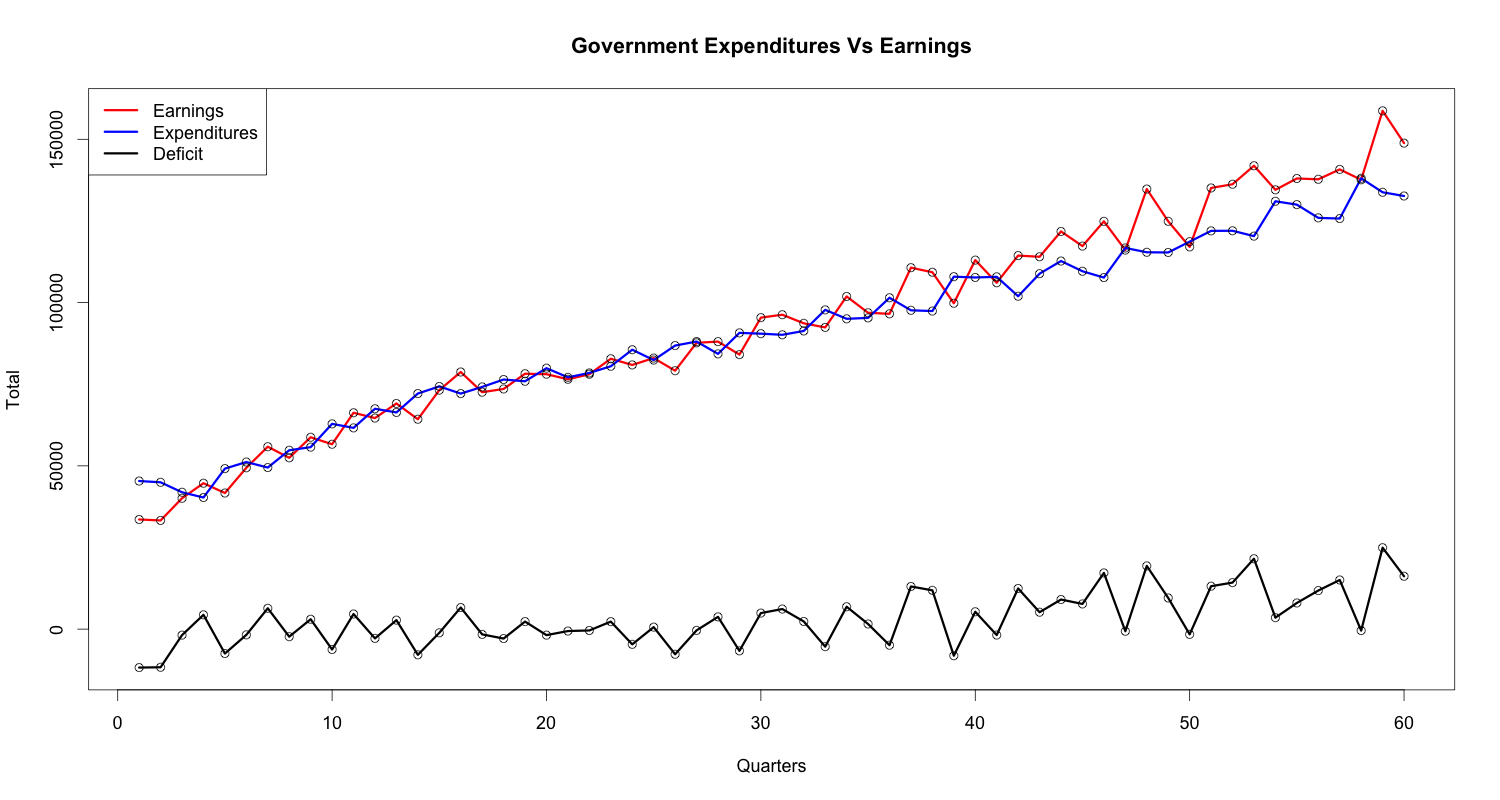 Government Expenditures Vs Earnings
Earnings
Expenditures
Deficit
Total
150000
100000
50000
0
0 10 20 30 40 50 60
Quarters